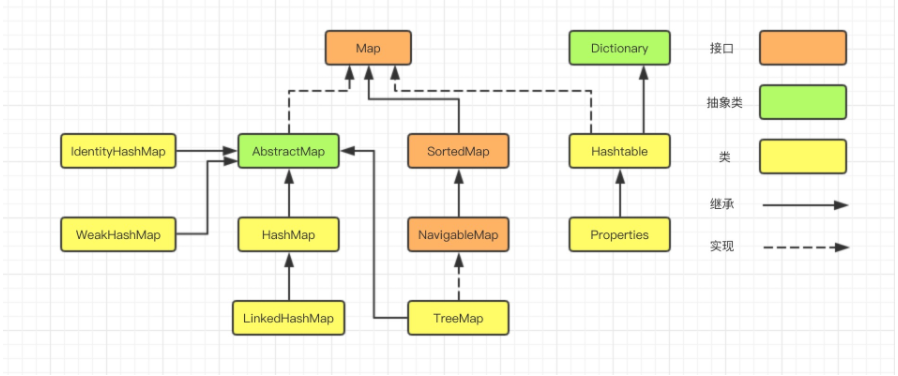 Map
Dictionary
接口
抽象类
IdentityHashMap
AbstractMap
SortedMap
Hashtable
类
继承
WeakHashMap
HashMap
NavigableMap
Properties
实现
LinkedHashMap
TreeMap